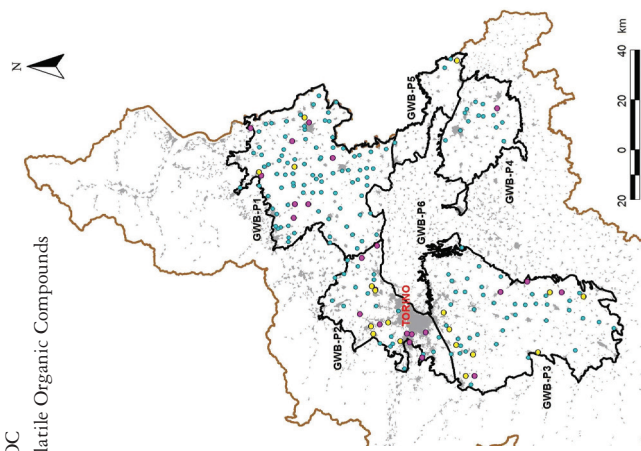 OC
latile Organic Compounds
N
GWB-P1
GWB-P2
TORINO
GWB-P6
GWB-P5
GWB-P4
GWB-P3
20 0 20 40
km